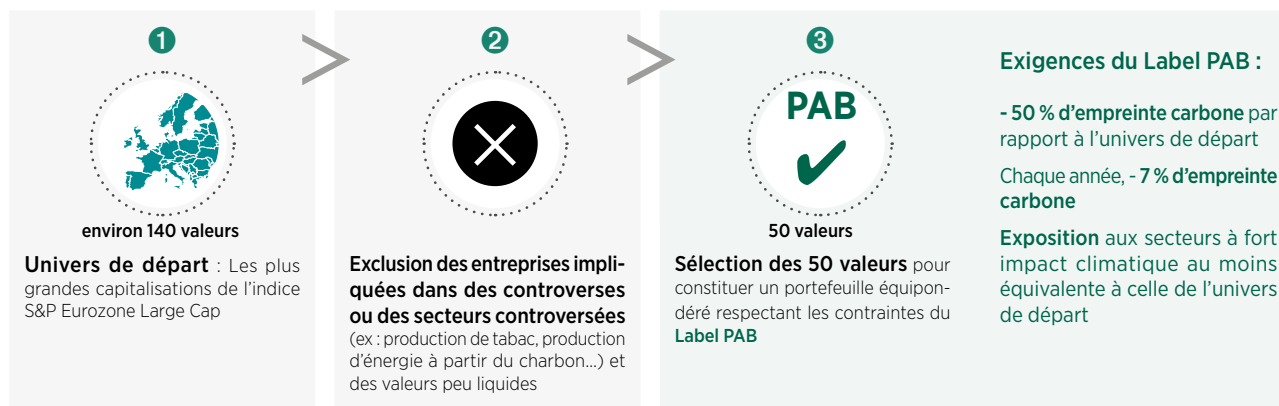 ❶
environ 140 valeurs
Univers de départ : Les plus
grandes capitalisations de l'indice
S&P Eurozone Large Cap
❷
Exclusion des entreprises impli-
quées dans des controverses
ou des secteurs controversées
(ex : production de tabac, production
d'énergie à partir du charbon...) et
des valeurs peu liquides
❸
PAB
50 valeurs
Sélection des 50 valeurs pour
constituer un portefeuille équipon-
déré respectant les contraintes du
Label PAB
Exigences du Label PAB :
- 50 % d'empreinte carbone par
rapport à l'univers de départ
Chaque année, - 7 % d'empreinte
carbone
Exposition aux secteurs à fort
impact climatique au moins
équivalente à celle de l'univers
de départ